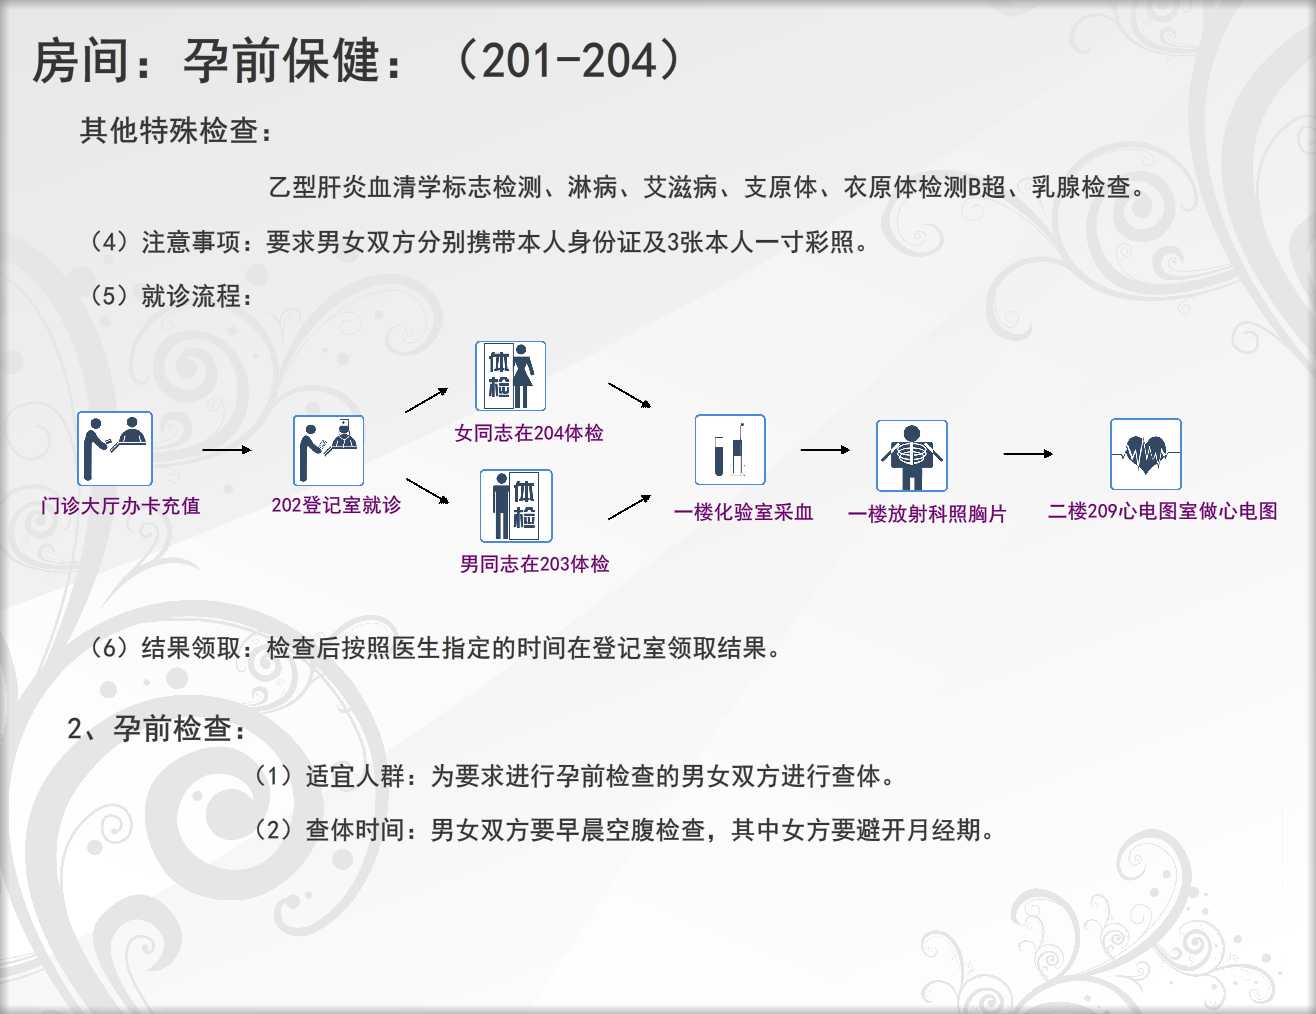 房间：孕前保健：（201-204）
其他特殊检查：
乙型肝炎血清学标志检测、淋病、艾滋病、支原体、衣原体检测B超、乳腺检查。
（4）注意事项：要求男女双方分别携带本人身份证及3张本人一寸彩照。
（5）就诊流程：
体检
女同志在204体检
门诊大厅办卡充值
202登记室就诊
体检
男同志在203体检
一楼化验室采血
一楼放射科照胸片
二楼209心电图室做心电图
（6）结果领取：检查后按照医生指定的时间在登记室领取结果。
2、孕前检查：
（1）适宜人群：为要求进行孕前检查的男女双方进行查体。
（2）查体时间：男女双方要早晨空腹检查，其中女方要避开月经期。